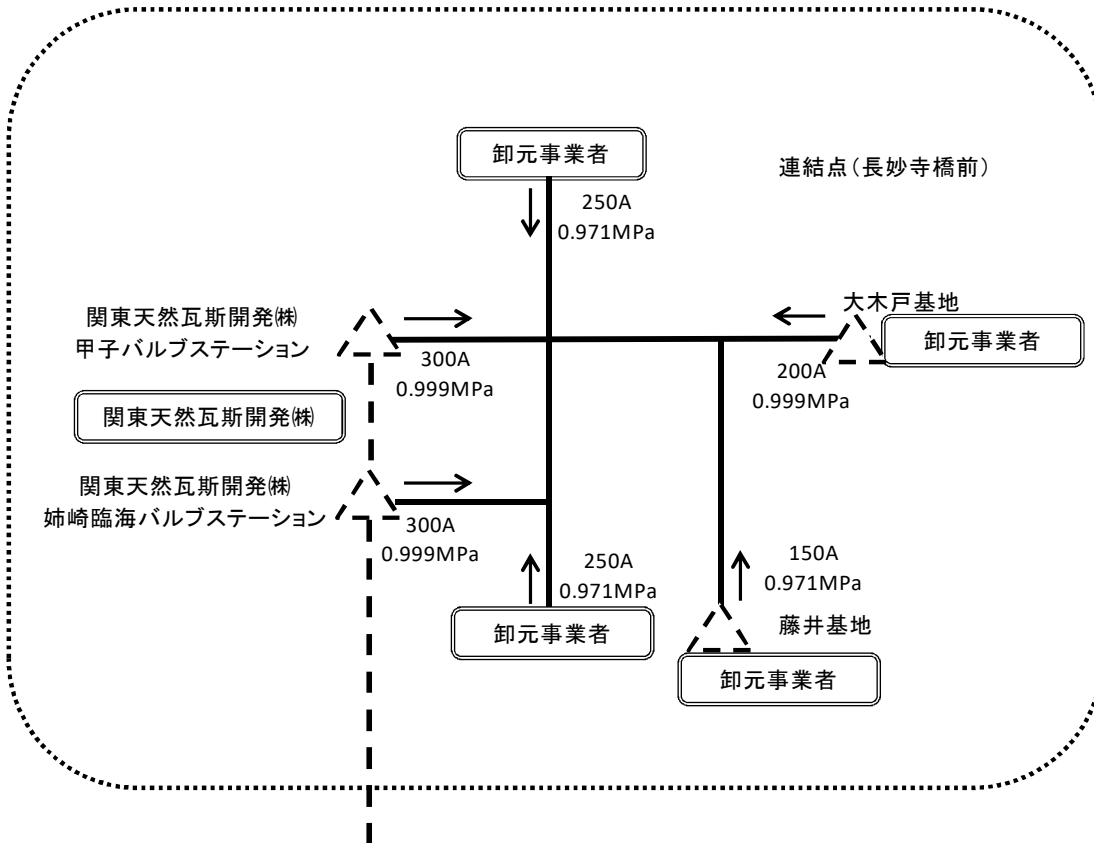 卸元事業者
連結点(長妙寺橋前)
250A
0.971MPa
大木戸基地
関東天然瓦斯開発㈱
甲子バルブステーション
卸元事業者
300A
0.999MPa
200A
0.999MPa
関東天然瓦斯開発㈱
関東天然瓦斯開発㈱
姉崎臨海バルブステーション
300A
0.999MPa
250A
0.971MPa
150A
0.971MPa
卸元事業者
藤井基地
卸元事業者